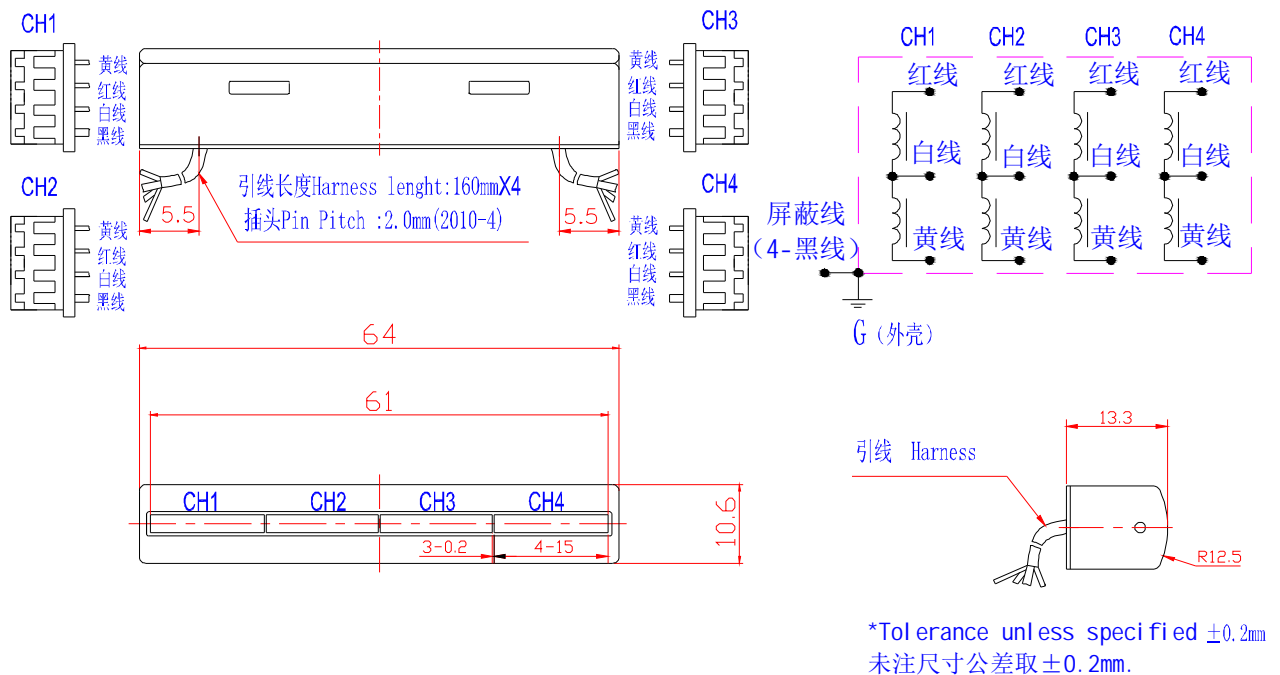 CH1
黄线
红线
白线
黑线
CH3
黄线
红线
白线
黑线
CH2
黄线
红线
白线
黑线
CH4
黄线
红线
白线
黑线
引线长度Harness lenght:160mmX4
插头Pin Pitch :2.0mm(2010-4)
5.5
5.5
CH1 CH2 CH3 CH4
红线 红线 红线 红线
白线 白线 白线 白线
黄线 黄线 黄线 黄线
屏蔽线
(4-黑线)
G (外壳)
64
61
CH1 CH2 CH3 CH4
3-0.2
4-15
10.6
13.3
引线 Harness
R12.5
*Tolerance unless specified ±0.2mm
未注尺寸公差取±0.2mm.